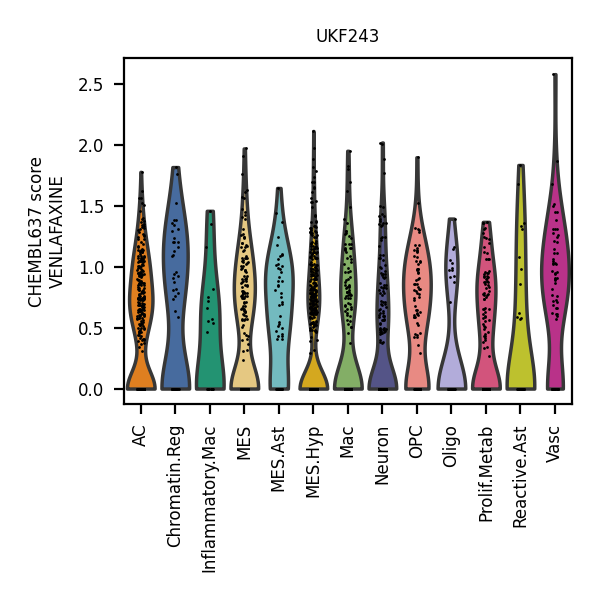 UKF243
CHEMBL637 score
VENLAFAXINE
2.5
2.0
1.5
1.0
0.5
0.0
AC
Chromatin.Reg
Inflammatory.Mac
MES
MES.Ast
MES.Hyp
Mac
Neuron
OPC
Oligo
Prolif.Metab
Reactive.Ast
Vasc